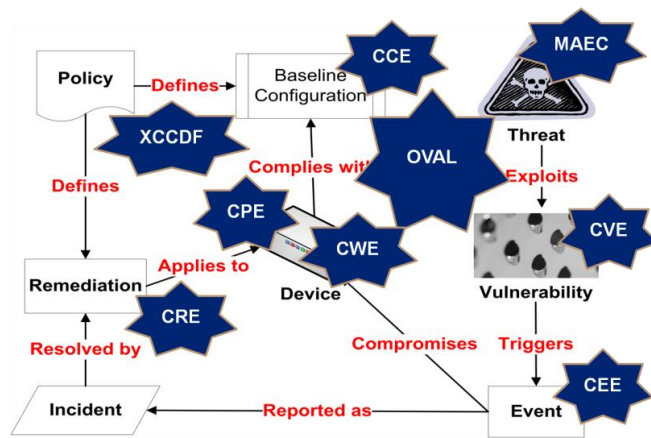 MAEC
CCE
Policy
Defines
Baseline
Configuration
XCCDF
OVAL
Threat
Complies with
Exploits
Defines
CPE
CWE
CVE
Applies to
Remediation
Device
Vulnerability
CRE
Resolved by
Compromises
Triggers
CEE
Incident
Reported as
Event